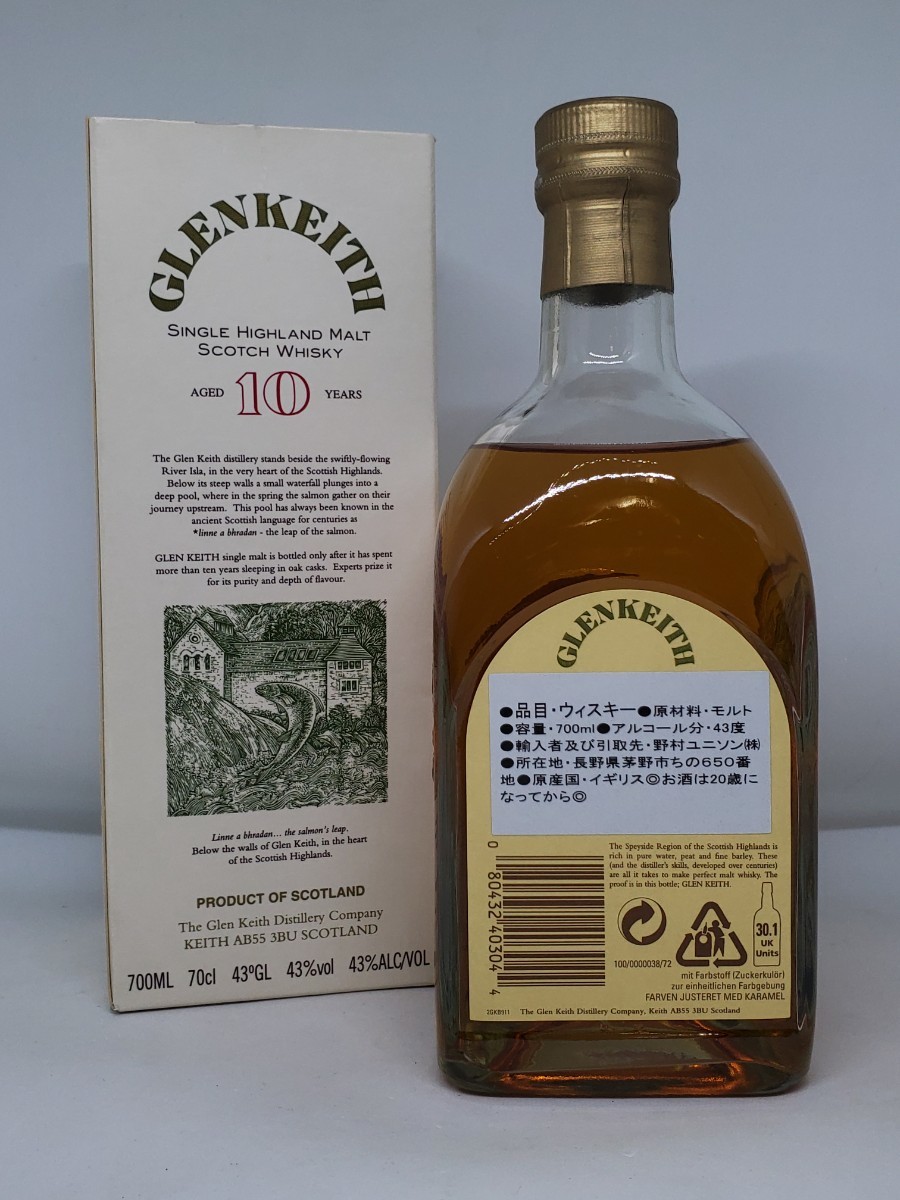 GLENKEITH
SINGLE HIGHLAND MALT
SCOTCH WHISKY
AGED 10 YEARS
The Glen Keith distillery stands beside the swiftly-flowing
River Isla, in the very heart of the Scottish Highlands.
Below its steep walls a small waterfall plunges into a
deep pool, where in the spring the salmon gather on their
journey upstream. This pool has always been known in the
ancient Scottish language for centuries as
*linne a bhradan - the leap of the salmon.
GLEN KEITH single malt is bottled only after it has spent
more than ten years sleeping in oak casks. Experts prize it
for its purity and depth of flavour.
Linne a bhradan... the salmon's leap.
Below the walls of Glen Keith, in the heart
of the Scottish Highlands.
PRODUCT OF SCOTLAND
The Glen Keith Distillery Company
KEITH AB55 3BU SCOTLAND
700ML 70cl 43ºGL 43%vol 43%ALC/VOL
GLENKEITH
●品目・ウィスキー●原材料・モルト
●容量・700ml●アルコール分・43度
●輸入者及び引取先・野村ユニソン㈱
●所在地・長野県茅野市ちの650番
地●原産国・イギリス◎お酒は20歳に
なってから◎
The Speyside Region of the Scottish Highlands is
rich in pure water, peat and fine barley. These
(and the distiller's skills, developed over centuries)
are all it takes to make perfect malt whisky. The
proof is in this bottle; GLEN KEITH.
0 80432 40304 4
100/0000038/72
30.1
UK
Units
mit Farbstoff (Zuckerkulör)
zur einheitlichen Farbgebung
FARVEN JUSTERET MED KARAMEL
2GKB911 The Glen Keith Distillery Company, Keith AB55 3BU Scotland